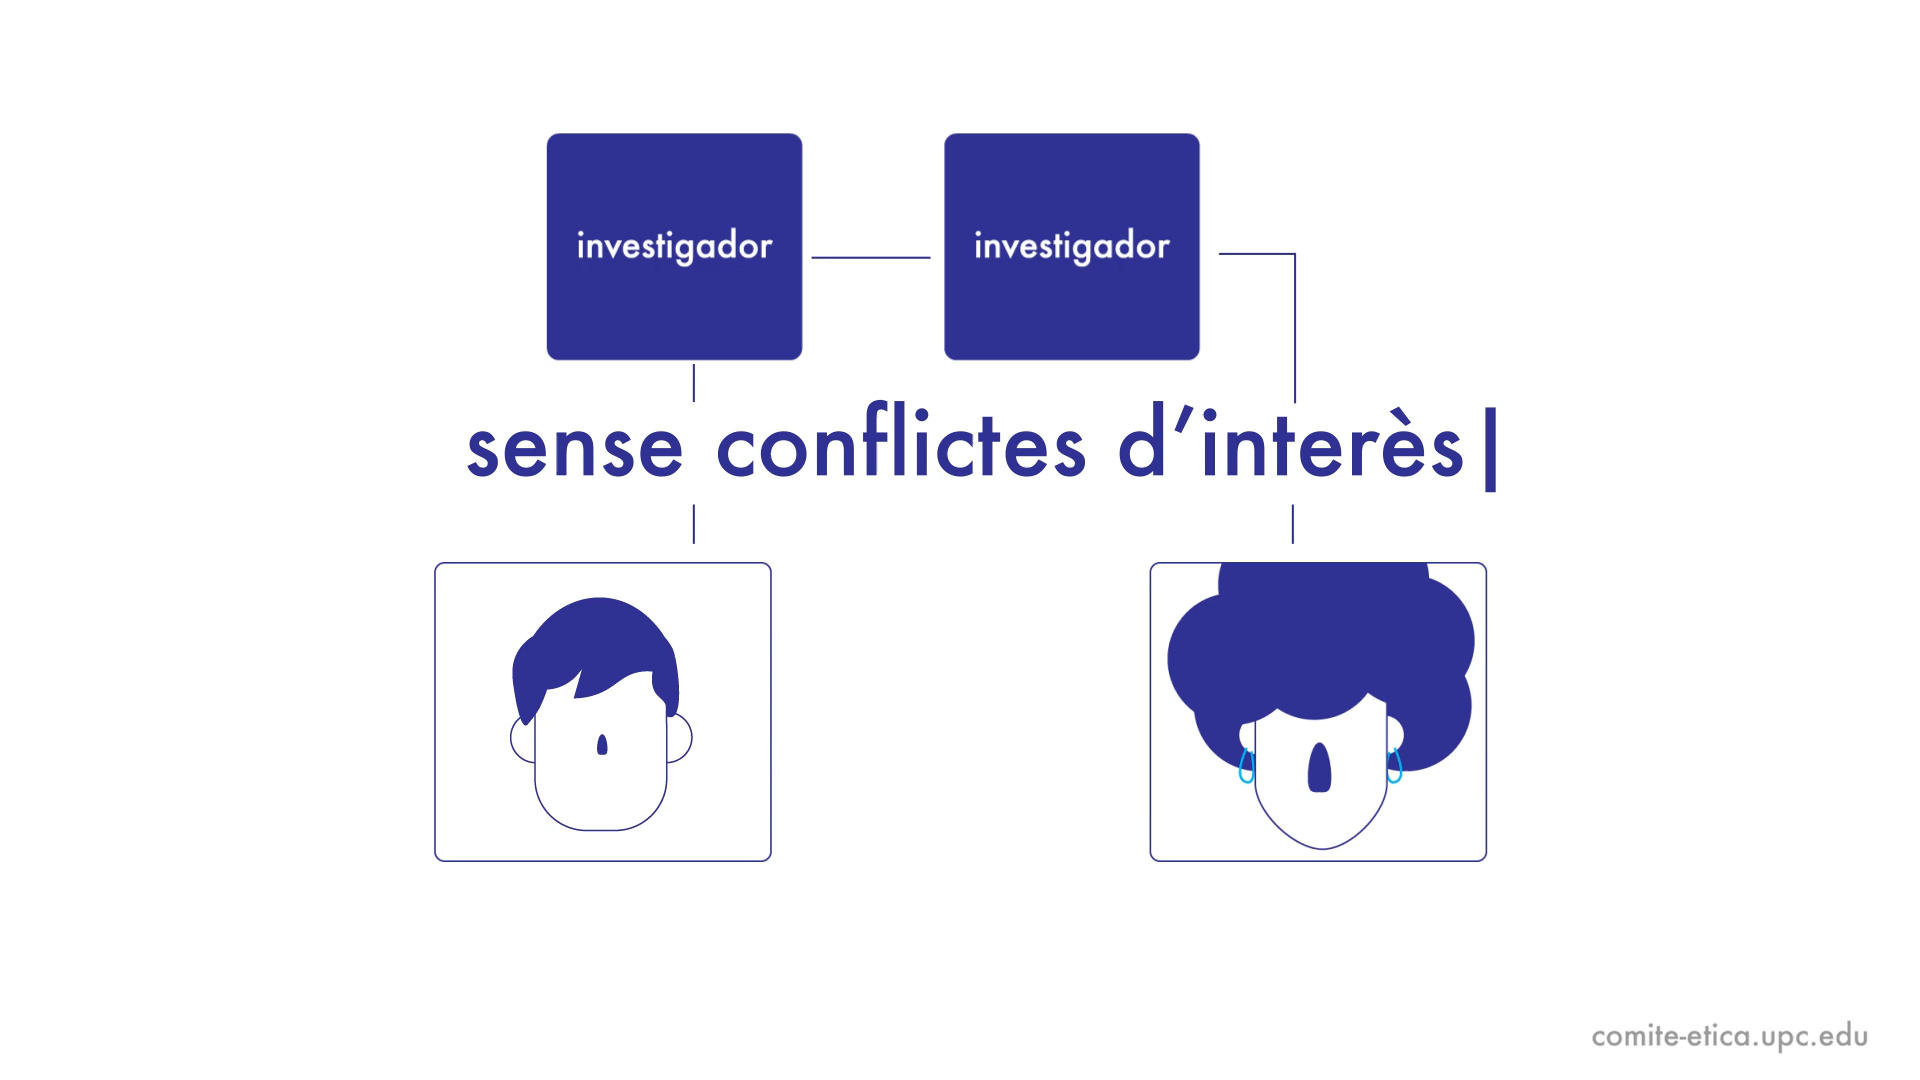 investigador investigador
sense conflictes d’interès|
comite-etica.upc.edu